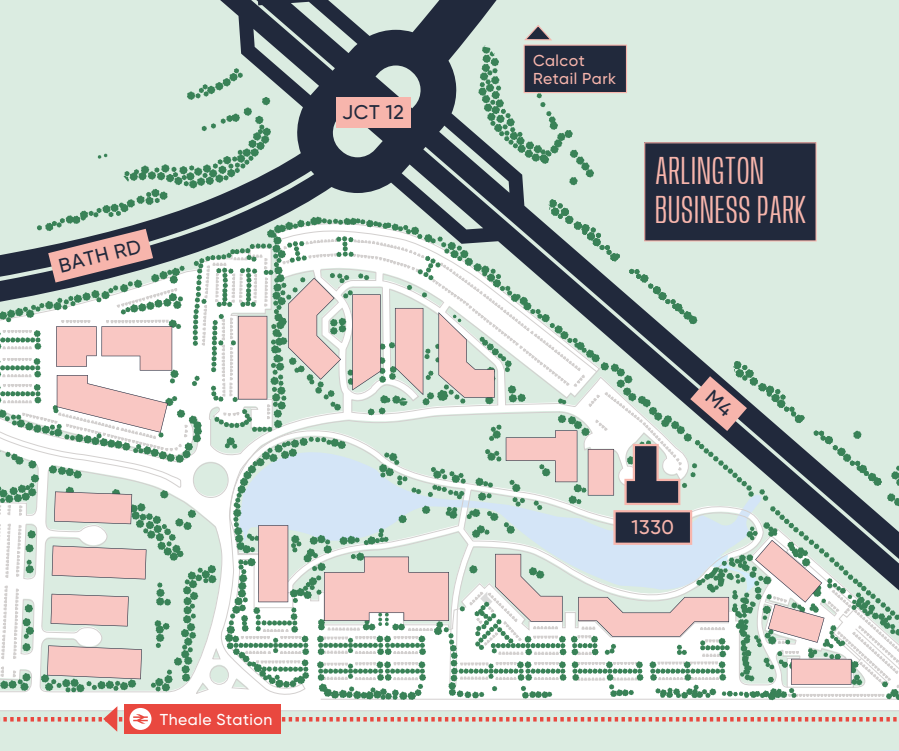 Calcot
Retail Park
JCT 12
ARLINGTON
BUSINESS PARK
BATH RD
M4
1330
Theale Station